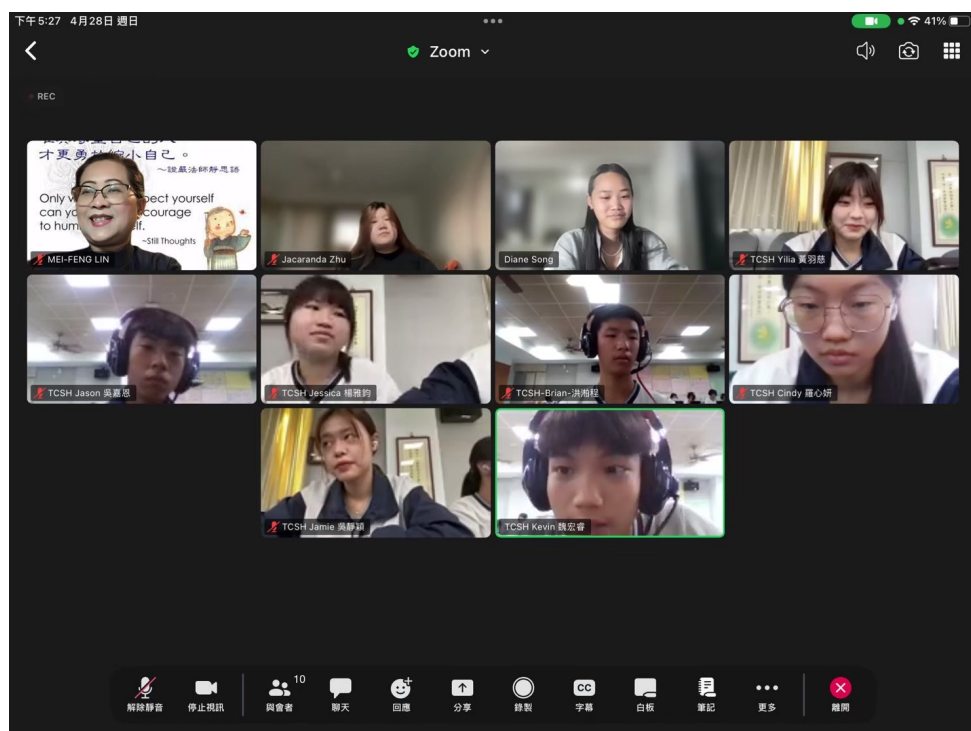 下午5:27 4月28日 週日
41%
Zoom
REC
才更勇
自己。
~證嚴法師靜思語
Only
ect yourself
can
courage
to hum
lf.
~Still Thoughts
MEI-FENG LIN
Jacaranda Zhu
Diane Song
TCSH Yilia 黃羽慈
TCSH Jason 吳嘉恩
TCSH Jessica 楊雅鈞
TCSH-Brian-洪湘程
TCSH Cindy 羅心妍
TCSH Jamie 吳靜穎
TCSH Kevin 魏宏睿
10
解除靜音 停止視訊 與會者 聊天 回應 分享 錄製 字幕 白板 筆記 更多 離開
CC